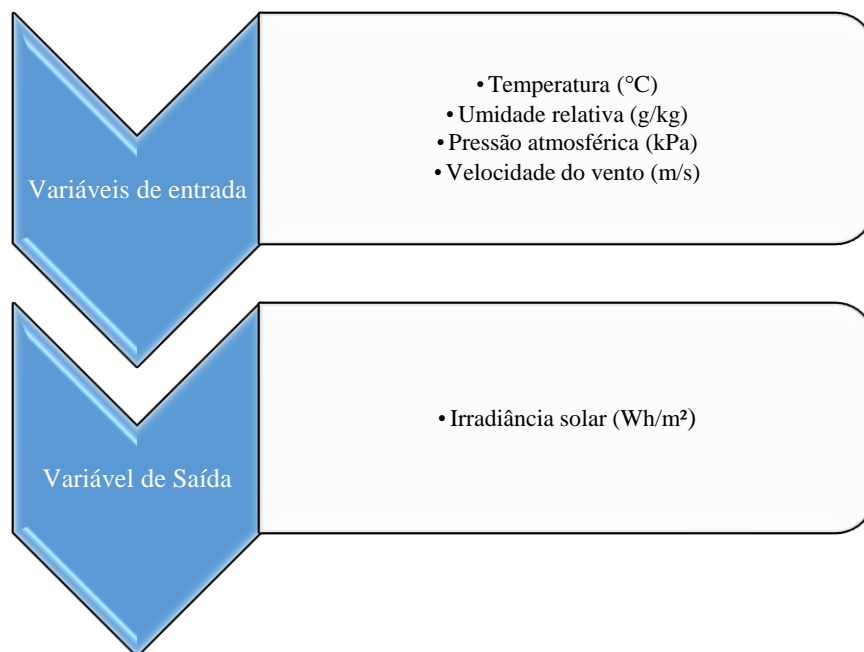 • Temperatura (°C)
• Umidade relativa (g/kg)
• Pressão atmosférica (kPa)
• Velocidade do vento (m/s)
Variáveis de entrada
• Irradiância solar (Wh/m²)
Variável de Saída